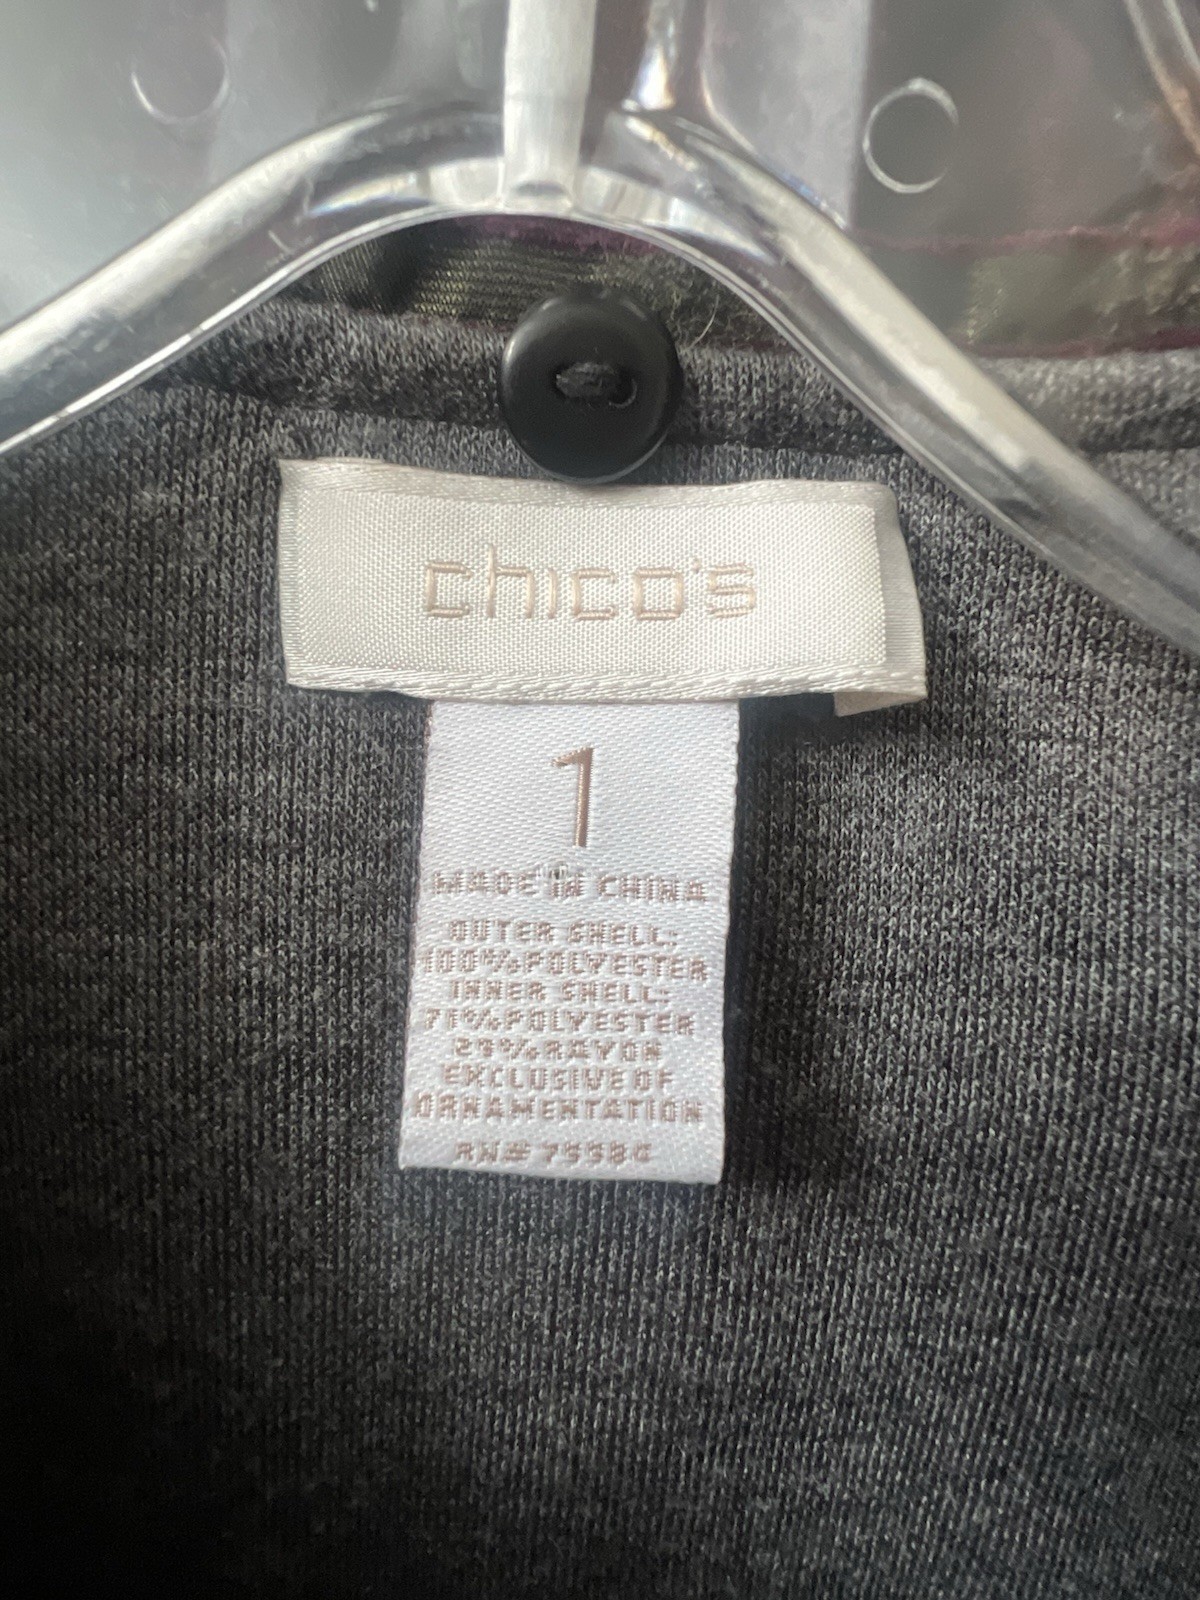 chico's
1
MADE IN CHINA
OUTER SHELL:
100% POLYESTER
INNER SHELL:
71% POLYESTER
29% RAYON
EXCLUSIVE OF
ORNAMENTATION
RN#